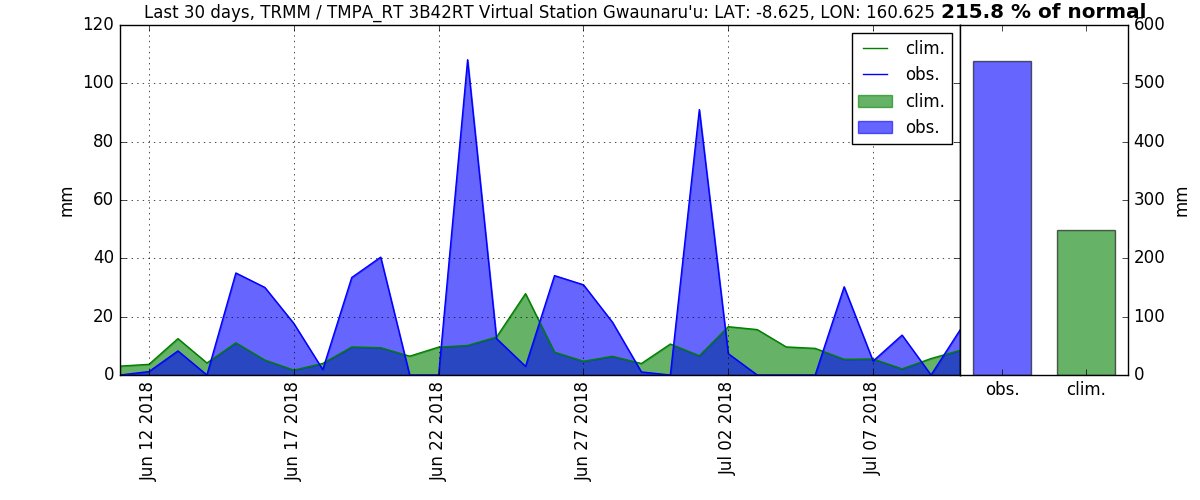 Last 30 days, TRMM / TMPA_RT 3B42RT Virtual Station Gwaunaru'u: LAT: -8.625, LON: 160.625 215.8 % of normal
120
100
80
60
40
20
0
mm
clim.
obs.
clim.
obs.
600
500
400
300
200
100
0
mm
Jun 12 2018
Jun 17 2018
Jun 22 2018
Jun 27 2018
Jul 02 2018
Jul 07 2018
obs.
clim.